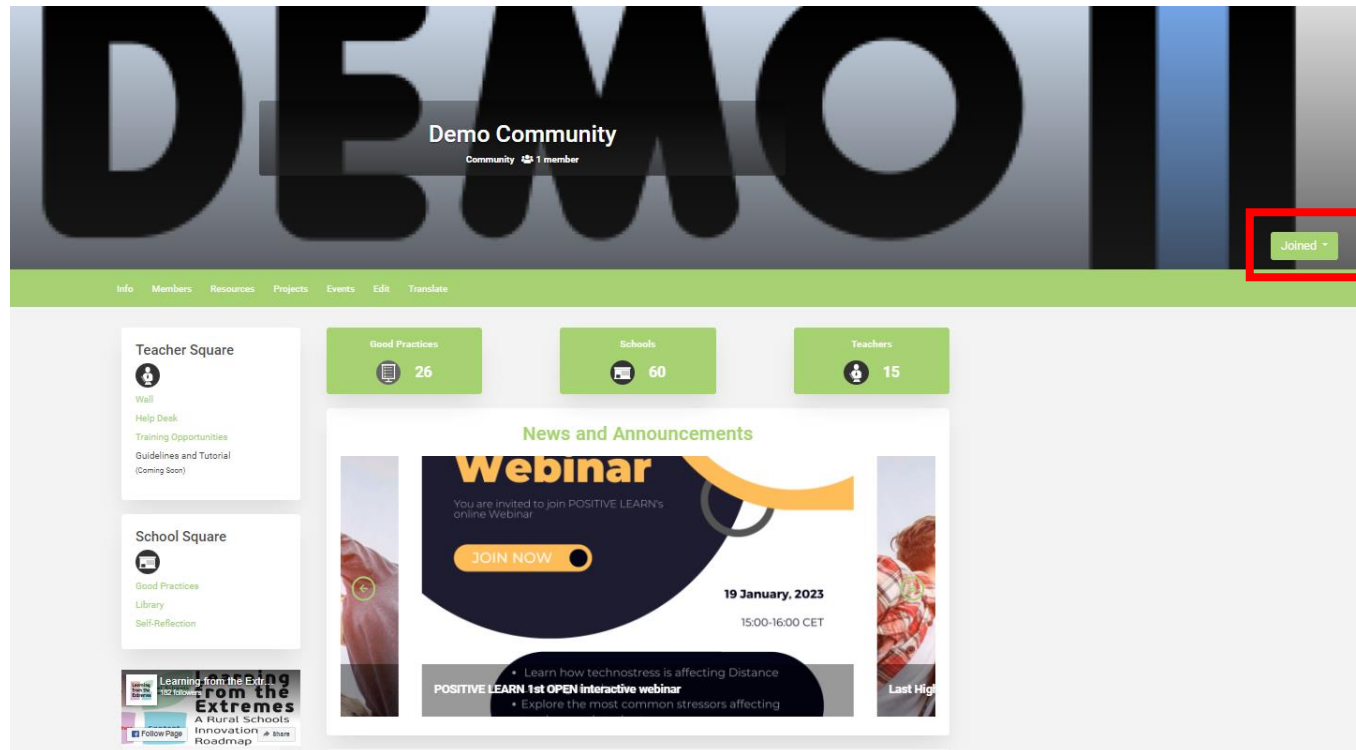 DEMO
Demo Community
Community 1 member
Joined
Info Members Resources Projects Events Edit Translate
Teacher Square
Wall
Help Desk
Training Opportunities
Guidelines and Tutorial
(Coming Soon)
School Square
Good Practices
Library
Self-Reflection
Learning from the Extr...
182 followers
from the
Extremes
A Rural Schools
Innovation
Roadmap
Follow Page
Share
Good Practices
26
Schools
60
Teachers
15
News and Announcements
Webinar
You are invited to join POSITIVE LEARN's
online Webinar
JOIN NOW
19 January, 2023
15:00-16:00 CET
• Learn how technostress is affecting Distance
POSITIVE LEARN 1st OPEN interactive webinar
• Explore the most common stressors affecting
Last High